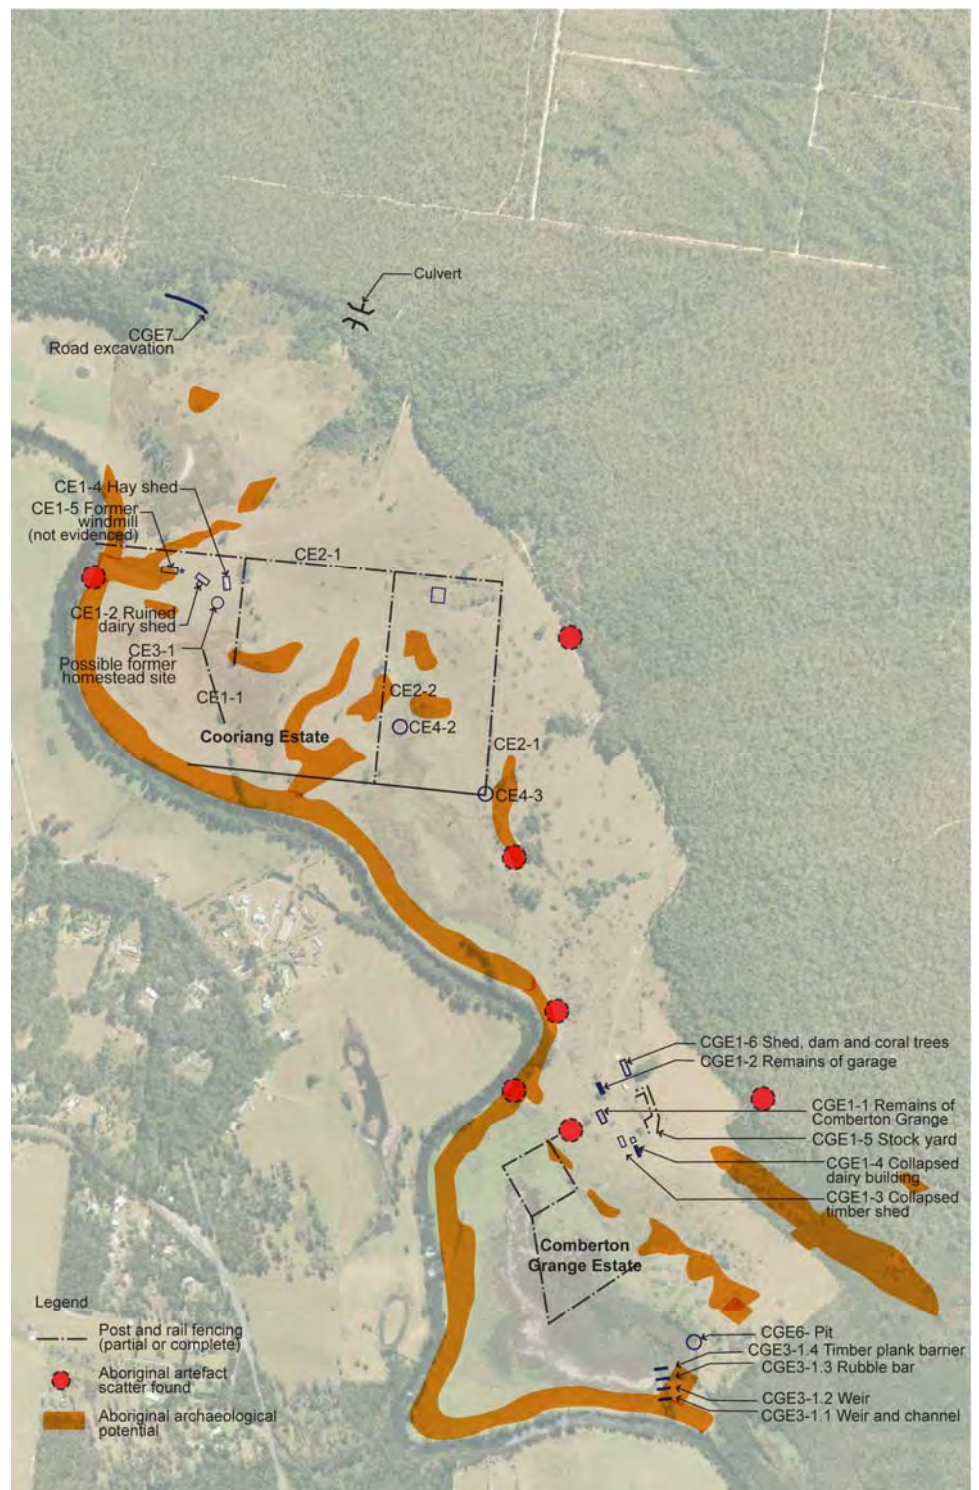 Culvert
CGE7
Road excavation
CE1-4 Hay shed
CE1-5 Former
windmill
(not evidenced)
CE2-1
CE1-2 Ruined
dairy shed
CE3-1
Possible former
homestead site
CE1-1
CE2-2
CE4-2
Cooriang Estate
CE2-1
CE4-3
CGE1-6 Shed, dam and coral trees
CGE1-2 Remains of garage
CGE1-1 Remains of
Comberton
Grange
CGE1-5 Stock yard
CGE1-4 Collapsed
dairy building
CGE1-3 Collapsed
timber shed
Comberton
Grange Estate
CGE6- Pit
CGE3-1.4 Timber plank barrier
CGE3-1.3 Rubble bar
CGE3-1.2 Weir
CGE3-1.1 Weir and channel
Legend
Post and rail fencing
(partial or complete)
Aboriginal artefact
scatter found
Aboriginal archaeological
potential